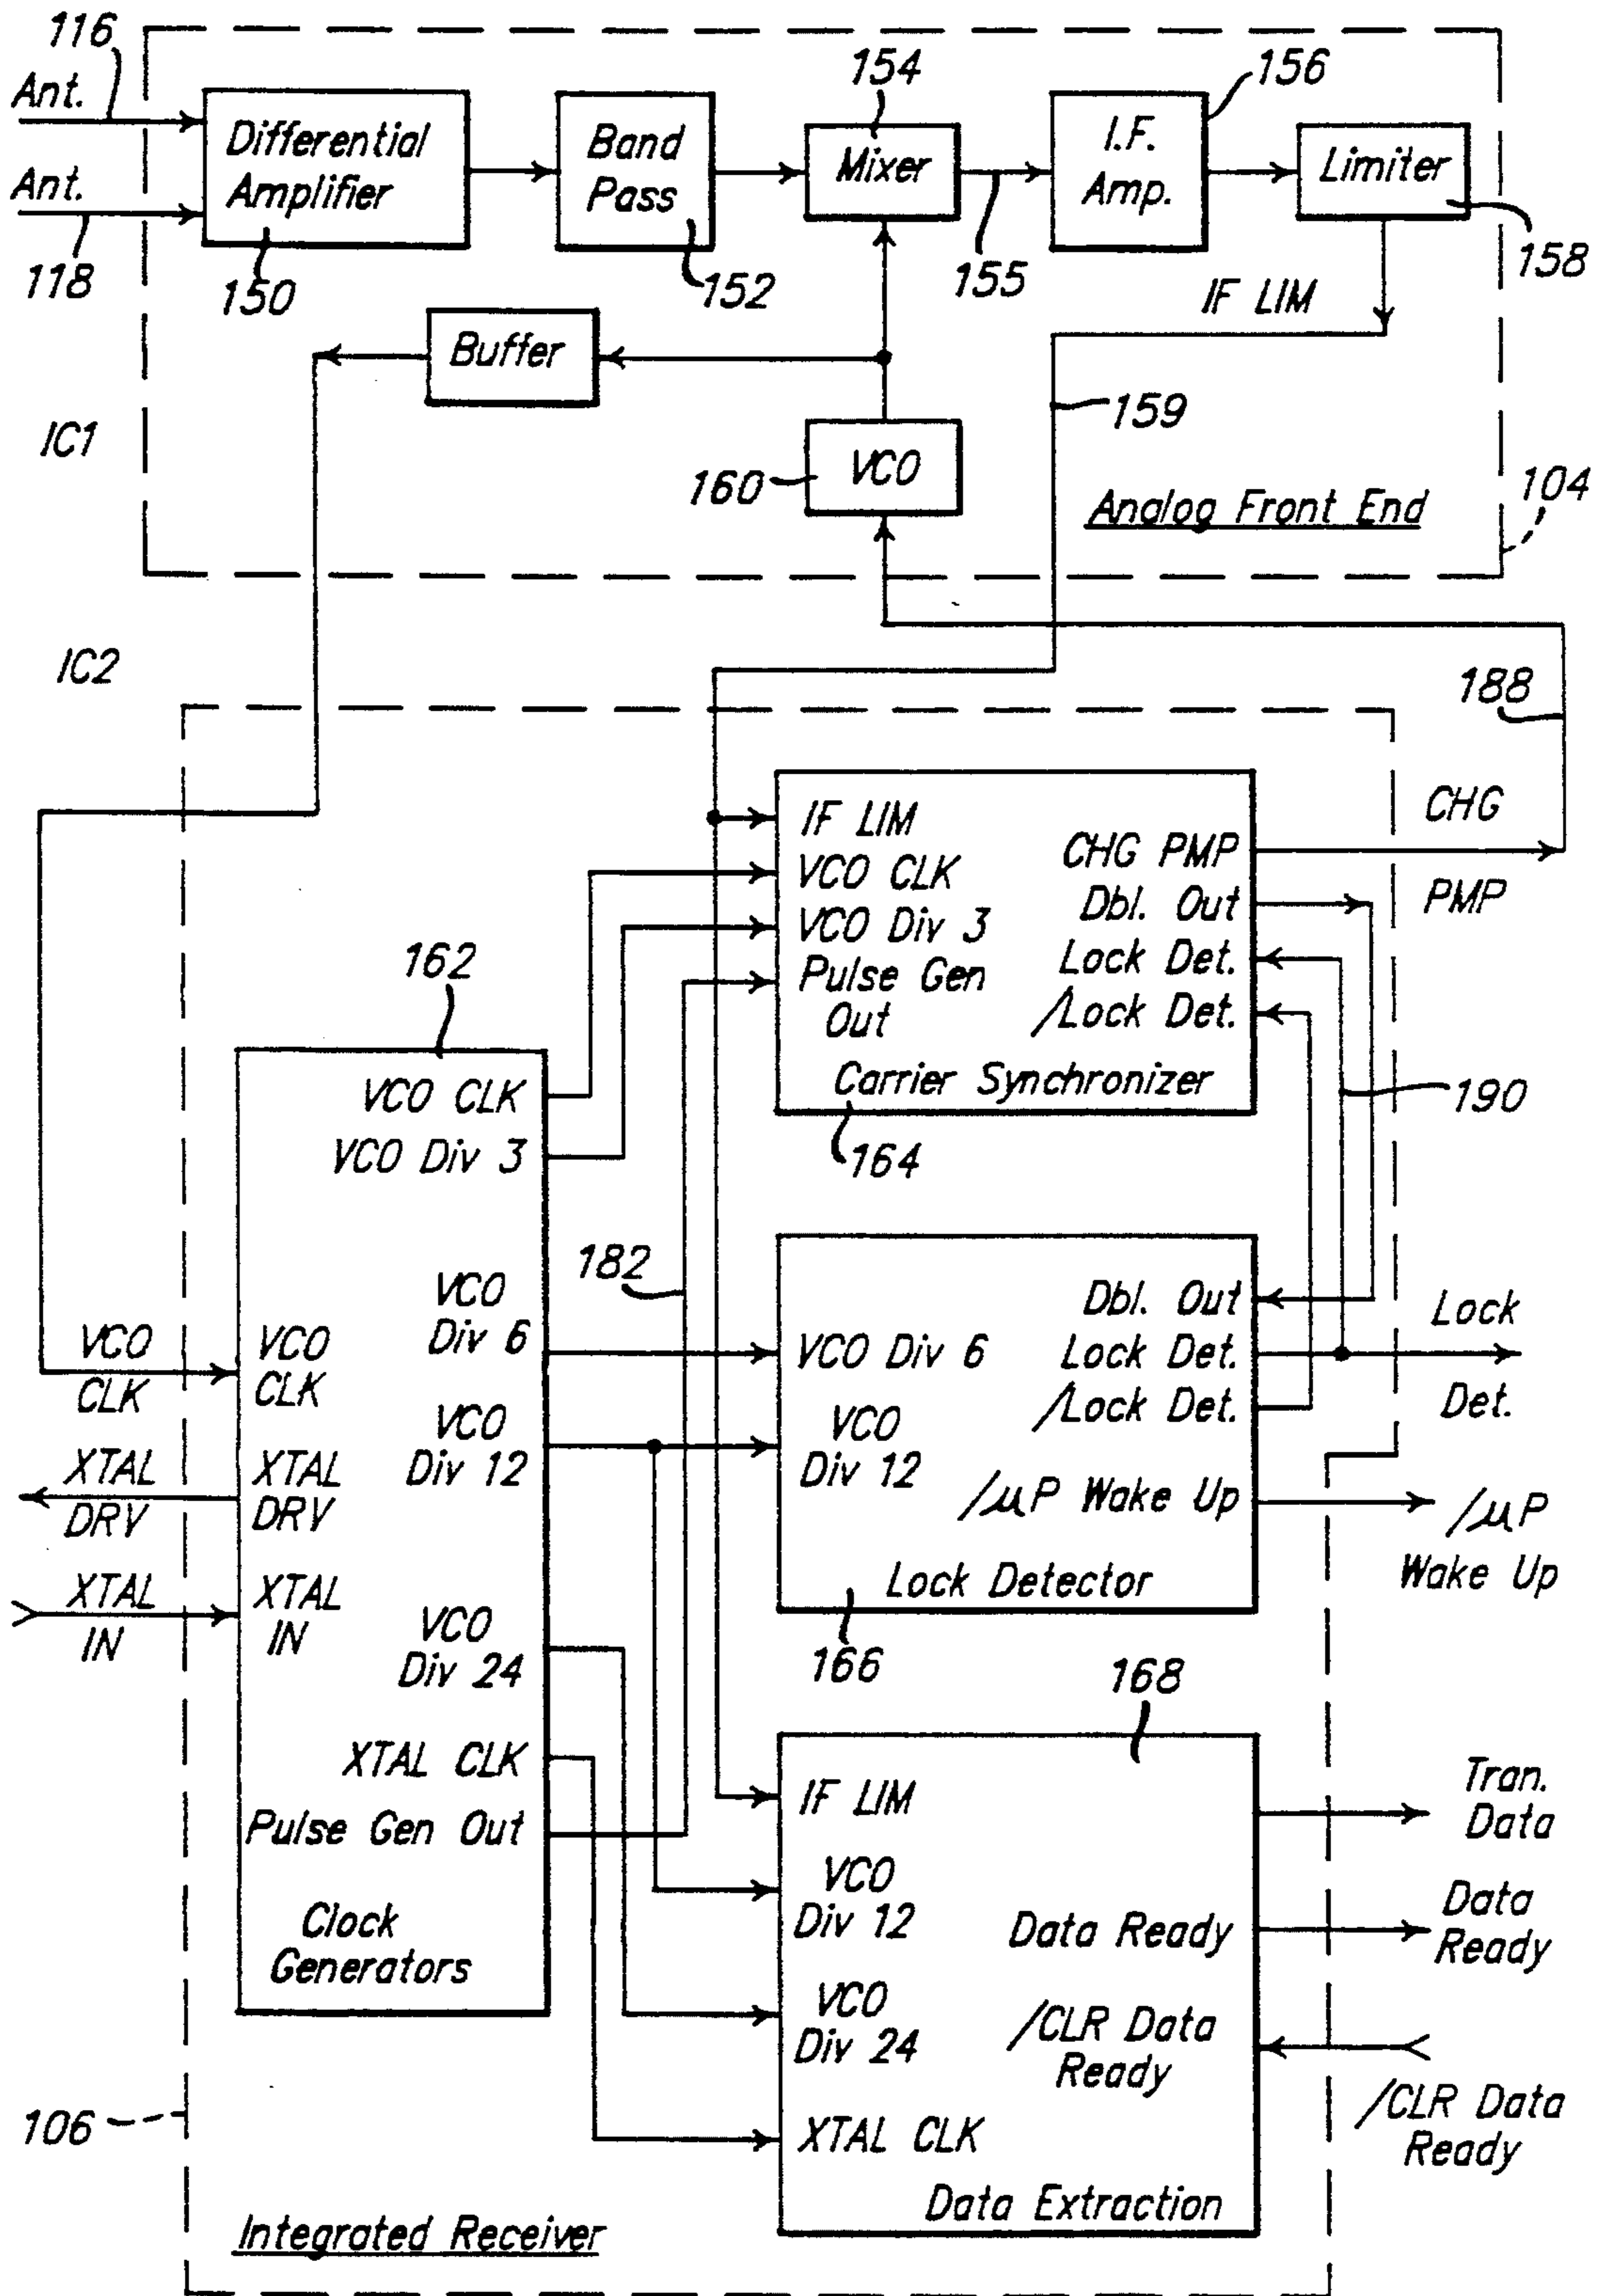 116
Ant.
Ant.
118
Differential
Amplifier
150
Band
Pass
152
154
Mixer
155
I.F.
Amp.
156
Limiter
158
IF LIM
Buffer
159
IC1
160
VCO
Analog Front End
104
IC2
188
CHG
PMP
IF LIM
VCO CLK
VCO Div 3
Pulse Gen
Out
CHG PMP
Dbl. Out
Lock Det.
/Lock Det.
Carrier Synchronizer
164
190
162
VCO CLK
VCO Div 3
VCO
Div 6
VCO
Div 12
VCO
Div 24
XTAL CLK
Pulse Gen Out
Clock
Generators
VCO
CLK
XTAL
DRV
XTAL
IN
VCO
CLK
XTAL
DRV
XTAL
IN
182
VCO Div 6
VCO
Div 12
Dbl. Out
Lock Det.
/Lock Det.
/μP Wake Up
Lock Detector
166
Lock
Det.
/μP
Wake Up
168
IF LIM
VCO
Div 12
VCO
Div 24
XTAL CLK
Data Ready
/CLR Data
Ready
Data Extraction
Tran.
Data
Data
Ready
/CLR Data
Ready
106
Integrated Receiver